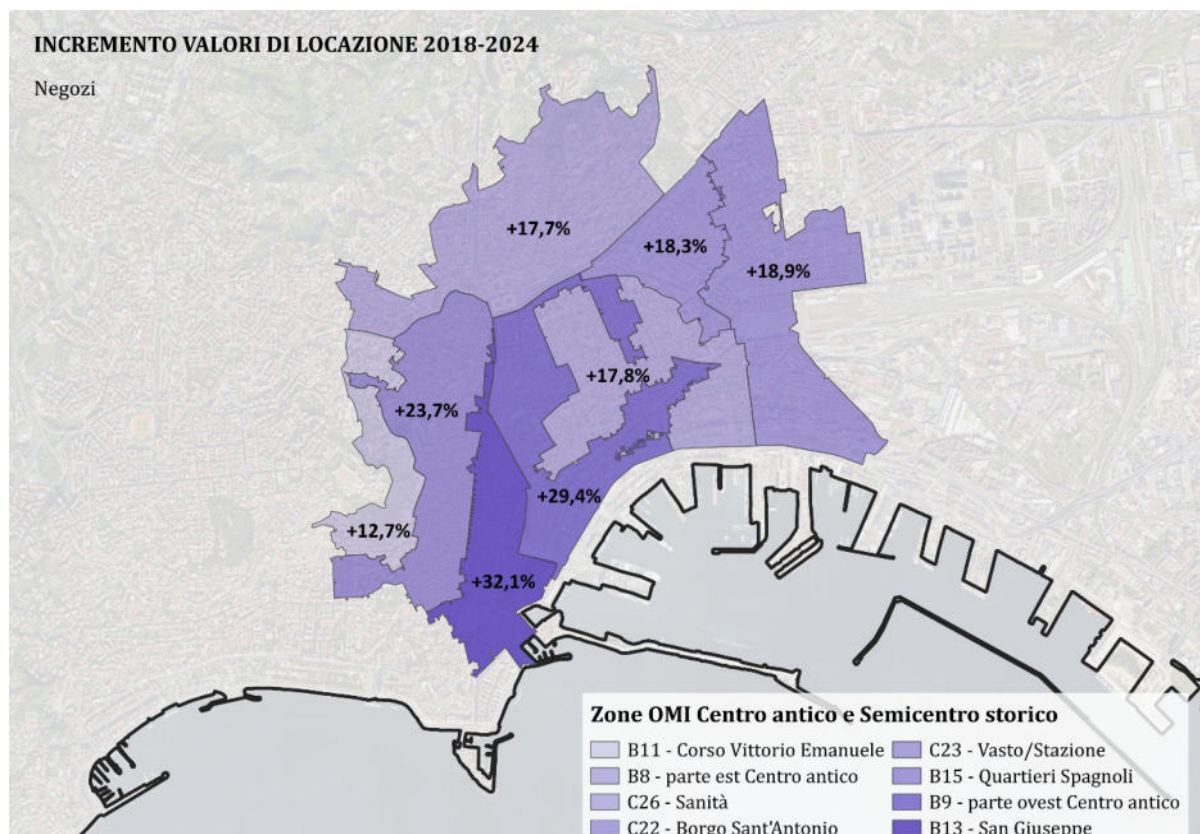 INCREMENTO VALORI DI LOCAZIONE 2018-2024
Negozi
+17,7%
+18,3%
+18,9%
+17,8%
+23,7%
+29,4%
+12,7%
+32,1%
Zone OMI Centro antico e Semicentro storico
B11 - Corso Vittorio Emanuele
B8 - parte est Centro antico
C26 - Sanità
C22 - Borgo Sant'Antonio
C23 - Vasto/Stazione
B15 - Quartieri Spagnoli
B9 - parte ovest Centro antico
B13 - San Giuseppe